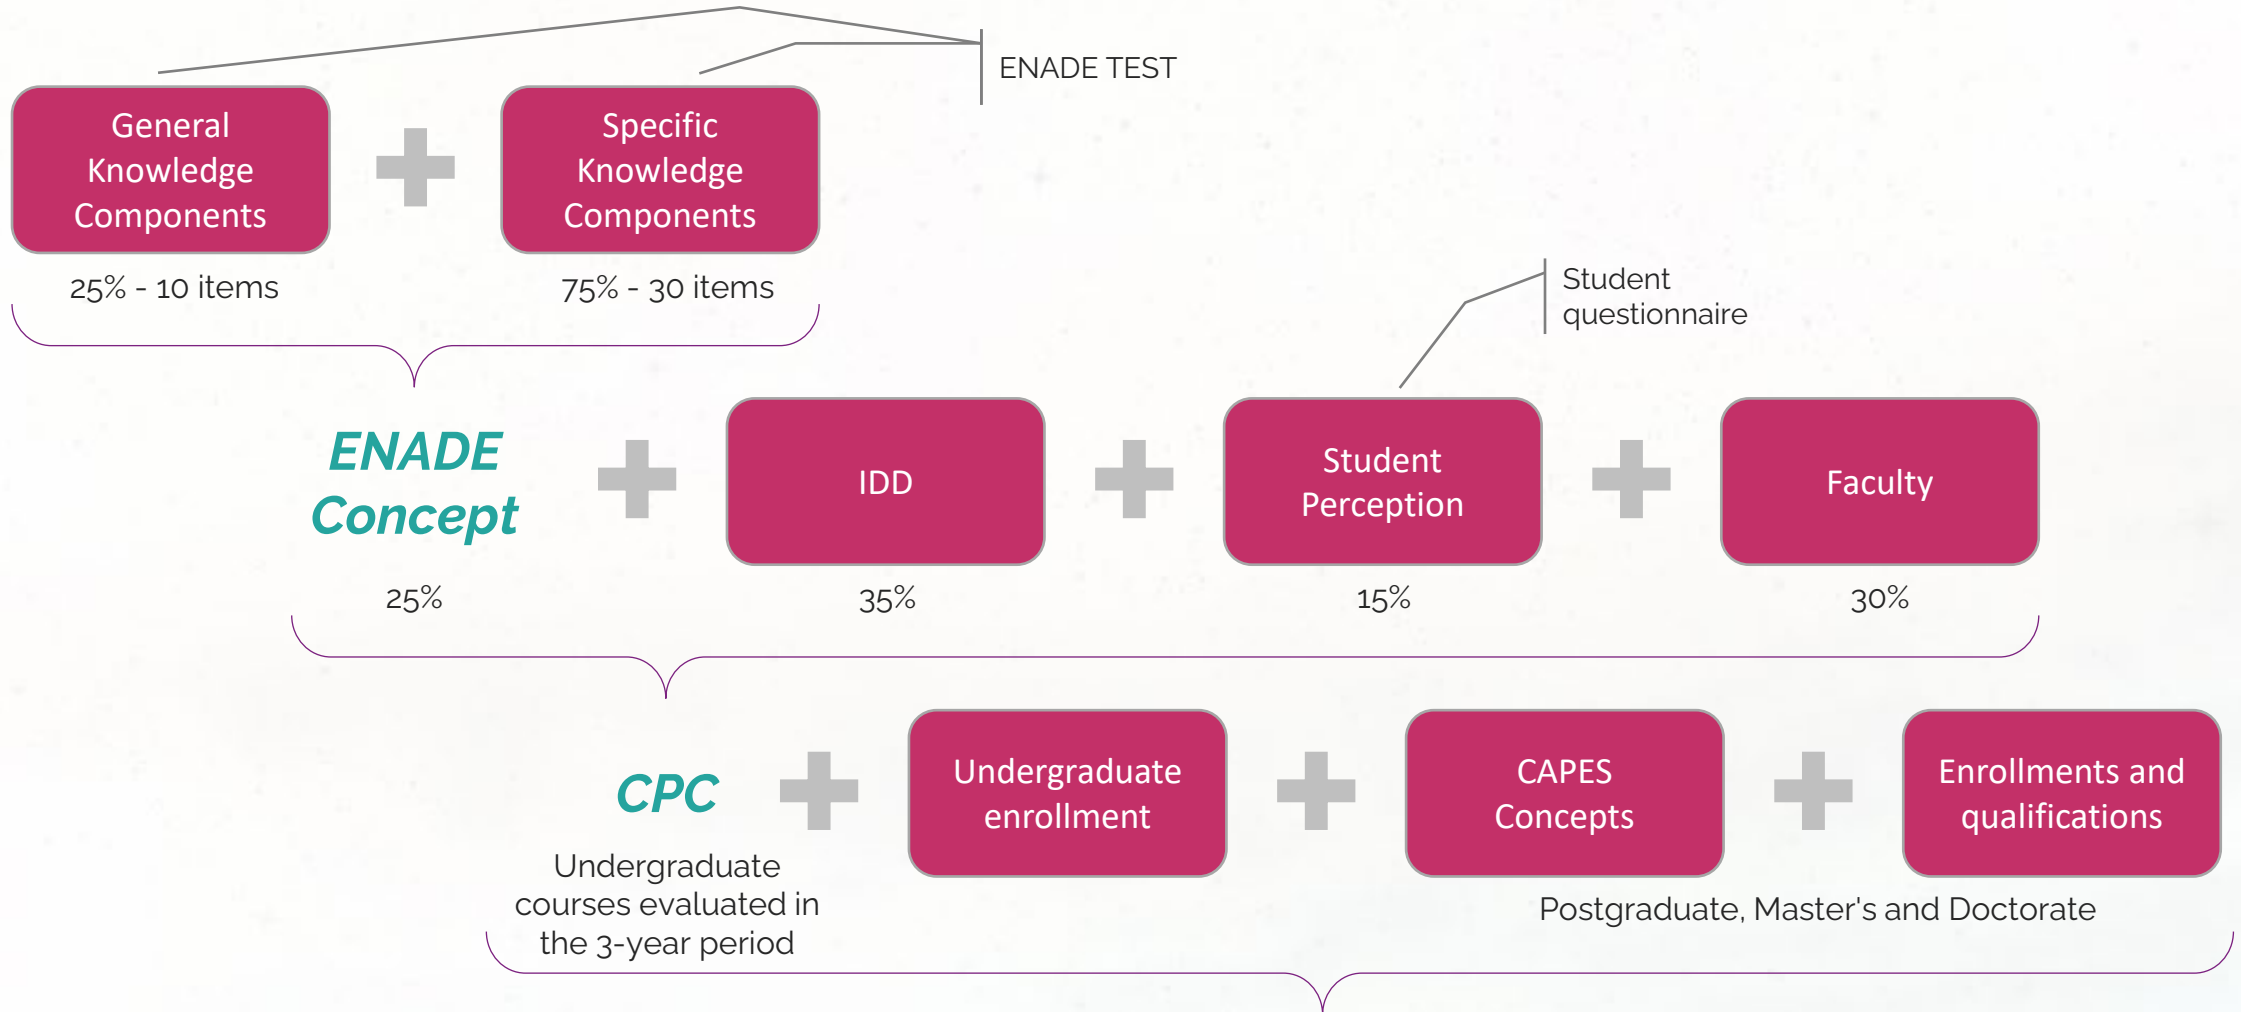 ENADE TEST
General
Knowledge
Components
Specific
Knowledge
Components
25% - 10 items
75% - 30 items
Student
questionnaire
ENADE
Concept
IDD
Student
Perception
Faculty
25%
35%
15%
30%
CPC
Undergraduate
enrollment
CAPES
Concepts
Enrollments and
qualifications
Undergraduate
courses evaluated in
the 3-year period
Postgraduate, Master's and Doctorate